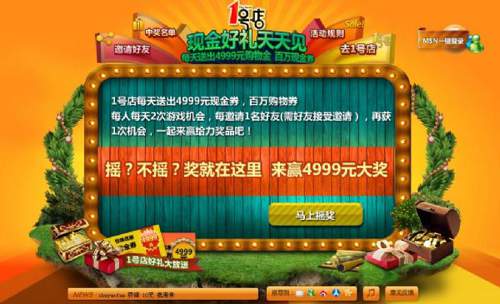 1号店
中奖名单
Sale!
活动规则
现金好礼天天见
邀请好友
去1号店
每天送出4999元购物金 百万现金券
MSN一键登录
1号店每天送出4999元现金券，百万购物券
每人每天2次游戏机会，每邀请1名好友(需好友接受邀请），再获
1次机会，一起来赢给力奖品吧！
摇？不摇？奖就在这里 来赢4999元大奖
马上摇奖
4999
4999
1号店好礼大放送
NEWS